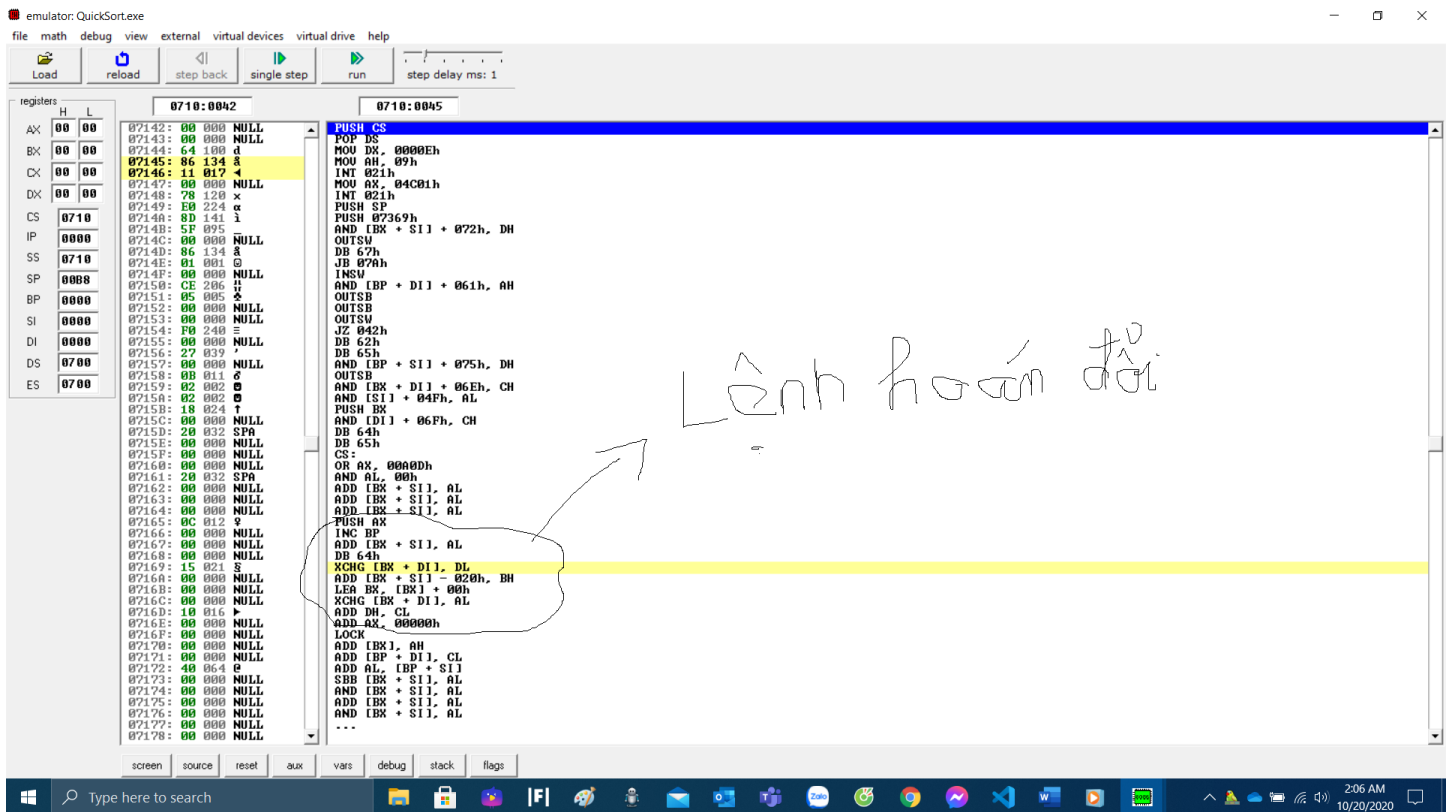 emulator: QuickSort.exe
file math debug view external virtual devices virtual drive help
Load reload step back single step run step delay ms: 1
registers
H L
0710:0042 0710:0045
AX 00 00
BX 00 00
CX 00 00
DX 00 00
CS 0710
IP 0000
SS 0710
SP 00B8
BP 0000
SI 0000
DI 0000
DS 0700
ES 0700
07142: 00 000 NULL
07143: 00 000 NULL
07144: 64 100 d
07145: 86 134 å
07146: 11 017 ◄
07147: 00 000 NULL
07148: 78 120 x
07149: E0 224 α
0714A: 8D 141 ì
0714B: 5F 095 _
0714C: 00 000 NULL
0714D: 86 134 å
0714E: 01 001 ☺
0714F: 00 000 NULL
07150: CE 206 ╬
07151: 05 005 ♣
07152: 00 000 NULL
07153: 00 000 NULL
07154: F0 240 ≡
07155: 00 000 NULL
07156: 27 039 '
07157: 00 000 NULL
07158: 0B 011 ♂
07159: 02 002 ☻
0715A: 02 002 ☻
0715B: 18 024 ↑
0715C: 00 000 NULL
0715D: 20 032 SPA
0715E: 00 000 NULL
0715F: 00 000 NULL
07160: 00 000 NULL
07161: 20 032 SPA
07162: 00 000 NULL
07163: 00 000 NULL
07164: 00 000 NULL
07165: 0C 012 ♀
07166: 00 000 NULL
07167: 00 000 NULL
07168: 00 000 NULL
07169: 15 021 §
0716A: 00 000 NULL
0716B: 00 000 NULL
0716C: 00 000 NULL
0716D: 10 016 ►
0716E: 00 000 NULL
0716F: 00 000 NULL
07170: 00 000 NULL
07171: 00 000 NULL
07172: 40 064 @
07173: 00 000 NULL
07174: 00 000 NULL
07175: 00 000 NULL
07176: 00 000 NULL
07177: 00 000 NULL
07178: 00 000 NULL
PUSH CS
POP DS
MOV DX, 0000Eh
MOV AH, 09h
INT 021h
MOV AX, 04C01h
INT 021h
PUSH SP
PUSH 07369h
AND [BX + SI] + 072h, DH
OUTSW
DB 67h
JB 07Ah
INSW
AND [BP + DI] + 061h, AH
OUTSB
OUTSB
OUTSW
JZ 042h
DB 62h
DB 65h
AND [BP + SI] + 075h, DH
OUTSB
AND [BX + DI] + 06Eh, CH
AND [SI] + 04Fh, AL
PUSH BX
AND [DI] + 06Fh, CH
DB 64h
DB 65h
CS:
OR AX, 00A0Dh
AND AL, 00h
ADD [BX + SI], AL
ADD [BX + SI], AL
ADD [BX + SI], AL
PUSH AX
INC BP
ADD [BX + SI], AL
DB 64h
XCHG [BX + DI], DL
ADD [BX + SI] - 020h, BH
LEA BX, [BX] + 00h
XCHG [BX + DI], AL
ADD DH, CL
ADD AX, 00000h
LOCK
ADD [BX], AH
ADD [BP + DI], CL
ADD AL, [BP + SI]
SBB [BX + SI], AL
AND [BX + SI], AL
ADD [BX + SI], AL
AND [BX + SI], AL
...
Lệnh hoán đổi
screen source reset aux vars debug stack flags
Type here to search
Zalo
2:06 AM
10/20/2020